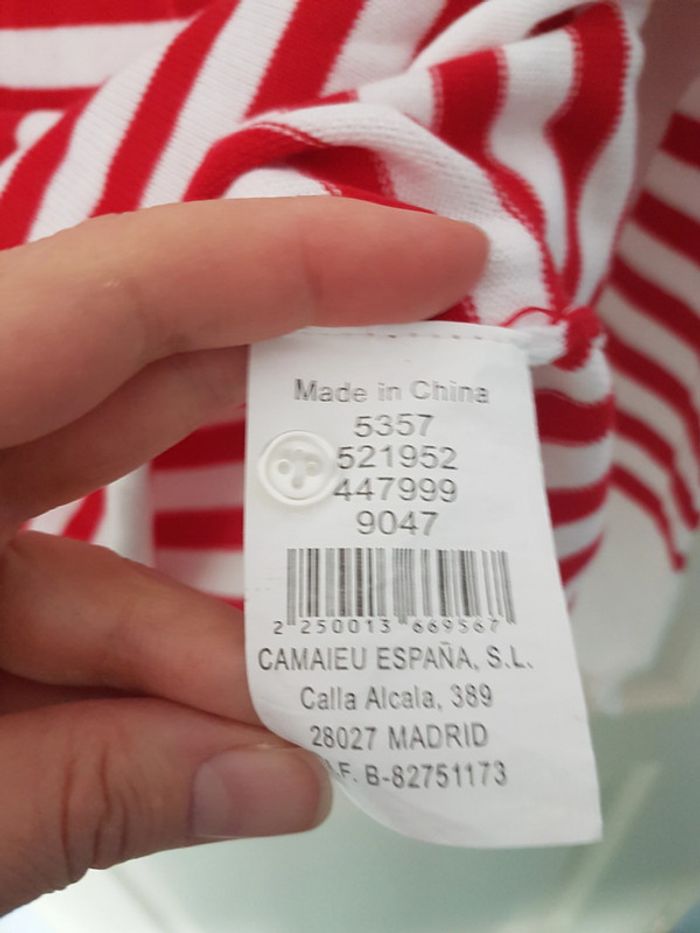 Made in China
5357
521952
447999
9047
2 250013 669567
CAMAIEU ESPAÑA, S.L.
Calla Alcala, 389
28027 MADRID
.F. B-82751173